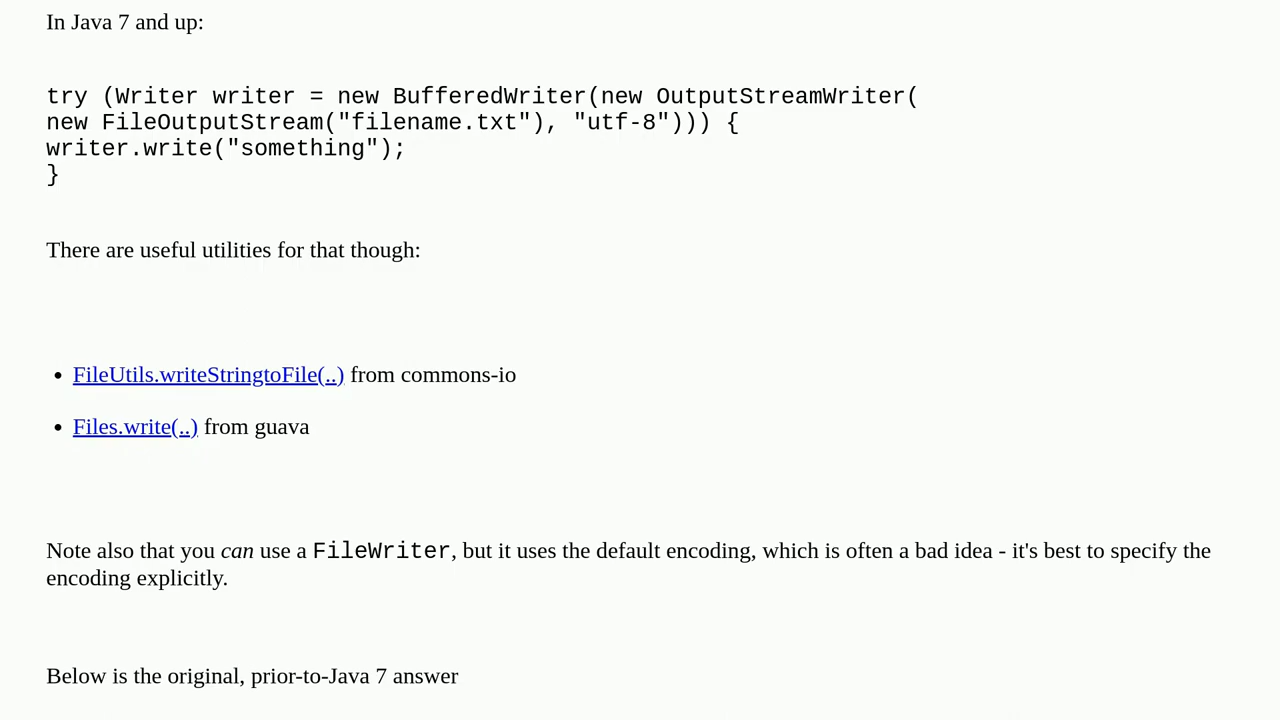 In Java 7 and up:
try (Writer writer = new BufferedWriter(new OutputStreamWriter(
new FileOutputStream("filename.txt"), "utf-8"))) {
writer.write("something");
}
There are useful utilities for that though:
• FileUtils.writeStringtoFile(..) from commons-io
• Files.write(..) from guava
Note also that you can use a FileWriter, but it uses the default encoding, which is often a bad idea - it's best to specify the
encoding explicitly.
Below is the original, prior-to-Java 7 answer